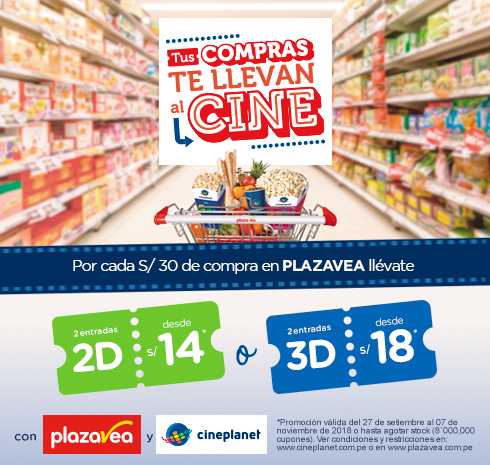 Tus COMPRAS
TE LLEVAN
al CINE
plazavea
cineplanet
Por cada S/ 30 de compra en PLAZAVEA llévate
2 entradas
2D
desde
S/ 14*
o
2 entradas
3D
desde
S/ 18*
con plazavea y cineplanet
*Promoción válida del 27 de setiembre al 07 de
noviembre de 2018 o hasta agotar stock (8´000,000
cupones). Ver condiciones y restricciones en:
www.cineplanet.com.pe o en www.plazavea.com.pe